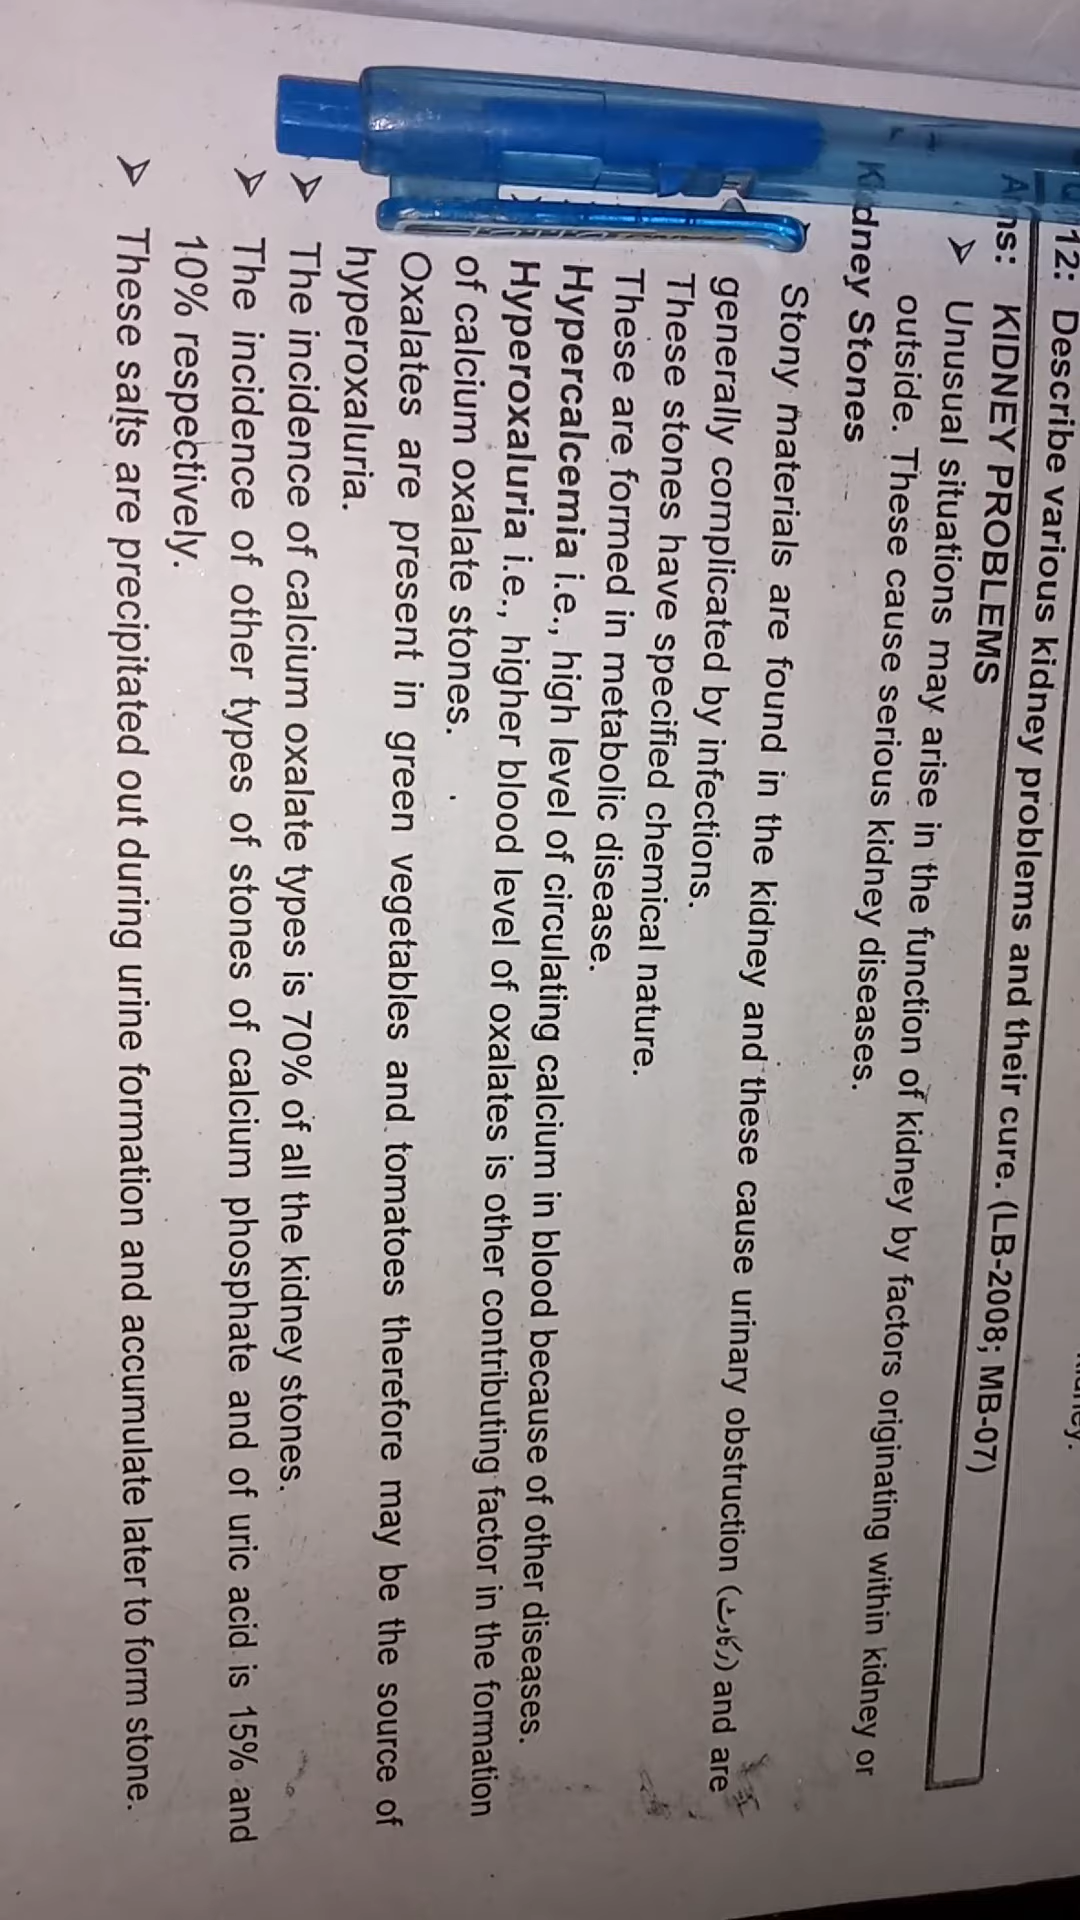 kidney.
12: Describe various kidney problems and their cure. (LB-2008; MB-07)
Ans: KIDNEY PROBLEMS
➢ Unusual situations may arise in the function of kidney by factors originating within kidney or
outside. These cause serious kidney diseases.
Kidney Stones
Stony materials are found in the kidney and these cause urinary obstruction (رکاوٹ) and are
generally complicated by infections.
These stones have specified chemical nature.
These are formed in metabolic disease.
Hypercalcemia i.e., high level of circulating calcium in blood because of other diseases.
Hyperoxaluria i.e., higher blood level of oxalates is other contributing factor in the formation
of calcium oxalate stones.
Oxalates are present in green vegetables and tomatoes therefore may be the source of
hyperoxaluria.
➢ The incidence of calcium oxalate types is 70% of all the kidney stones.
➢ The incidence of other types of stones of calcium phosphate and of uric acid is 15% and
10% respectively.
➢ These salts are precipitated out during urine formation and accumulate later to form stone.